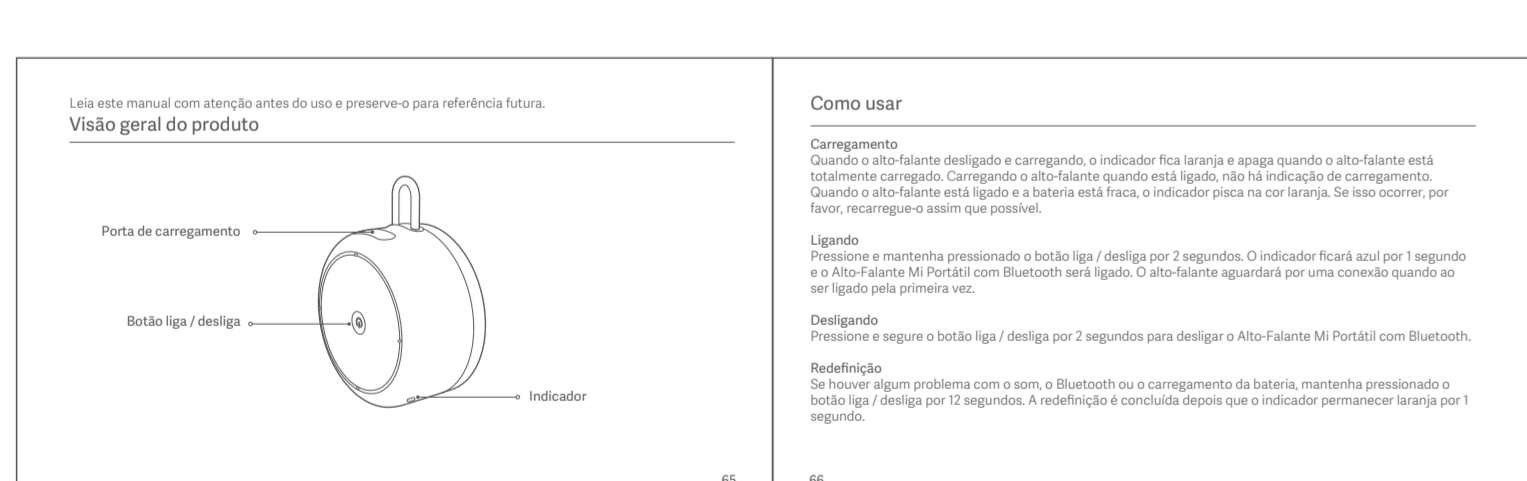 Leia este manual com atenção antes do uso e preserve-o para referência futura.
Visão geral do produto
Porta de carregamento
Botão liga / desliga
Indicador
65
Como usar
Carregamento
Quando o alto-falante desligado e carregando, o indicador fica laranja e apaga quando o alto-falante está
totalmente carregado. Carregando o alto-falante quando está ligado, não há indicação de carregamento.
Quando o alto-falante está ligado e a bateria está fraca, o indicador pisca na cor laranja. Se isso ocorrer, por
favor, recarregue-o assim que possível.
Ligando
Pressione e mantenha pressionado o botão liga / desliga por 2 segundos. O indicador ficará azul por 1 segundo
e o Alto-Falante Mi Portátil com Bluetooth será ligado. O alto-falante aguardará por uma conexão quando ao
ser ligado pela primeira vez.
Desligando
Pressione e segure o botão liga / desliga por 2 segundos para desligar o Alto-Falante Mi Portátil com Bluetooth.
Redefinição
Se houver algum problema com o som, o Bluetooth ou o carregamento da bateria, mantenha pressionado o
botão liga / desliga por 12 segundos. A redefinição é concluída depois que o indicador permanecer laranja por 1
segundo.
66